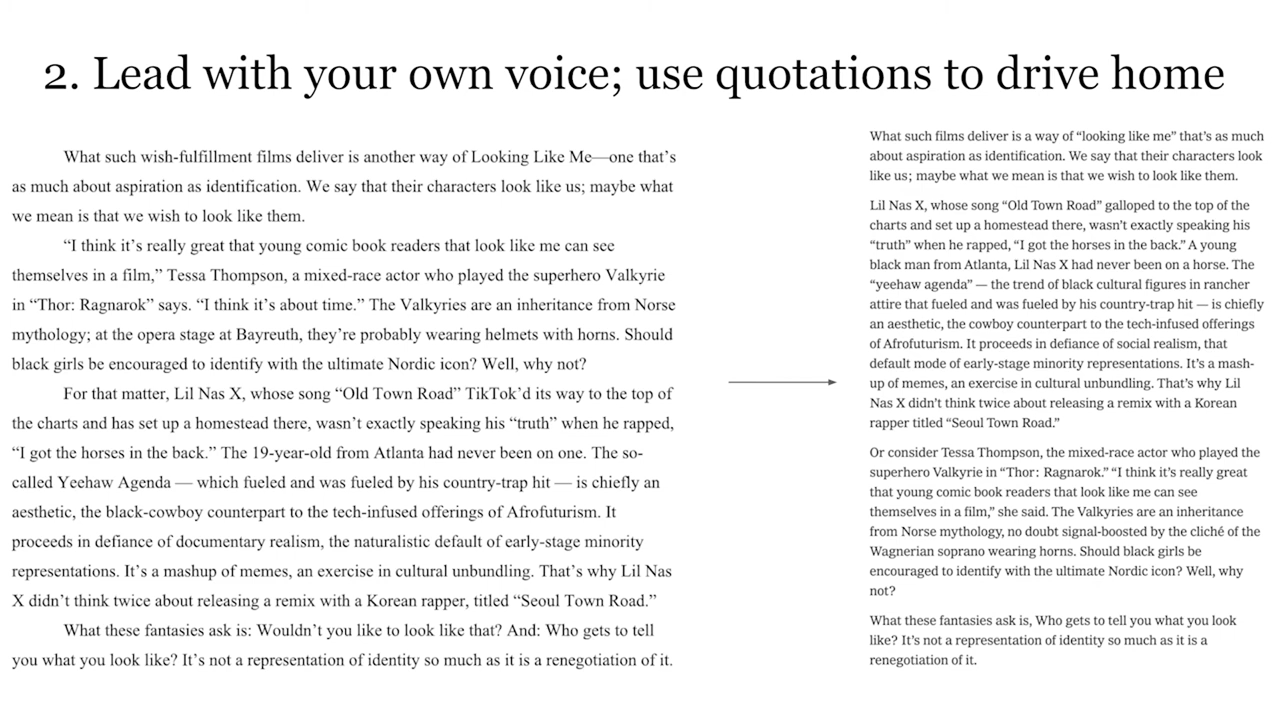 2. Lead with your own voice; use quotations to drive home
What such wish-fulfillment films deliver is another way of Looking Like Me—one that’s
as much about aspiration as identification. We say that their characters look like us; maybe what
we mean is that we wish to look like them.
“I think it’s really great that young comic book readers that look like me can see
themselves in a film,” Tessa Thompson, a mixed-race actor who played the superhero Valkyrie
in “Thor: Ragnarok” says. “I think it’s about time.” The Valkyries are an inheritance from Norse
mythology; at the opera stage at Bayreuth, they’re probably wearing helmets with horns. Should
black girls be encouraged to identify with the ultimate Nordic icon? Well, why not?
For that matter, Lil Nas X, whose song “Old Town Road” TikTok’d its way to the top of
the charts and has set up a homestead there, wasn’t exactly speaking his “truth” when he rapped,
“I got the horses in the back.” The 19-year-old from Atlanta had never been on one. The so-
called Yeehaw Agenda — which fueled and was fueled by his country-trap hit — is chiefly an
aesthetic, the black-cowboy counterpart to the tech-infused offerings of Afrofuturism. It
proceeds in defiance of documentary realism, the naturalistic default of early-stage minority
representations. It’s a mashup of memes, an exercise in cultural unbundling. That’s why Lil Nas
X didn’t think twice about releasing a remix with a Korean rapper, titled “Seoul Town Road.”
What these fantasies ask is: Wouldn’t you like to look like that? And: Who gets to tell
you what you look like? It’s not a representation of identity so much as it is a renegotiation of it.
What such films deliver is a way of “looking like me” that’s as much
about aspiration as identification. We say that their characters look
like us; maybe what we mean is that we wish to look like them.
Lil Nas X, whose song “Old Town Road” galloped to the top of the
charts and set up a homestead there, wasn’t exactly speaking his
“truth” when he rapped, “I got the horses in the back.” A young
black man from Atlanta, Lil Nas X had never been on a horse. The
“yeehaw agenda” — the trend of black cultural figures in rancher
attire that fueled and was fueled by his country-trap hit — is chiefly
an aesthetic, the cowboy counterpart to the tech-infused offerings
of Afrofuturism. It proceeds in defiance of social realism, that
default mode of early-stage minority representations. It’s a mash-
up of memes, an exercise in cultural unbundling. That’s why Lil
Nas X didn’t think twice about releasing a remix with a Korean
rapper titled “Seoul Town Road.”
Or consider Tessa Thompson, the mixed-race actor who played the
superhero Valkyrie in “Thor: Ragnarok.” “I think it’s really great
that young comic book readers that look like me can see
themselves in a film,” she said. The Valkyries are an inheritance
from Norse mythology, no doubt signal-boosted by the cliché of the
Wagnerian soprano wearing horns. Should black girls be
encouraged to identify with the ultimate Nordic icon? Well, why
not?
What these fantasies ask is, Who gets to tell you what you look
like? It’s not a representation of identity so much as it is a
renegotiation of it.